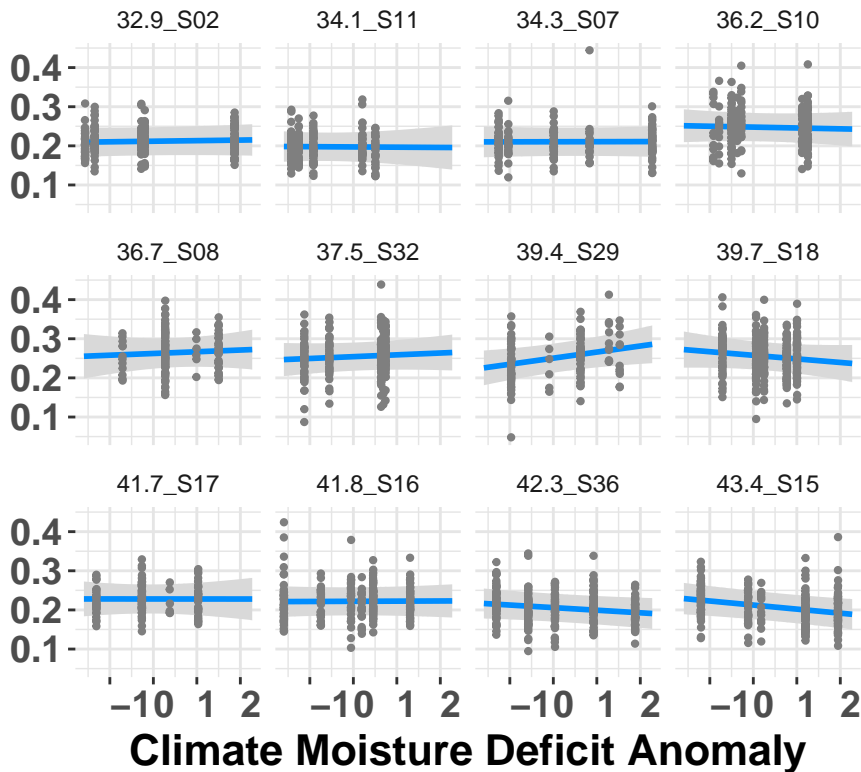 32.9_S02 34.1_S11 34.3_S07 36.2_S10
0.4
0.3
0.2
0.1
36.7_S08 37.5_S32 39.4_S29 39.7_S18
0.4
0.3
0.2
0.1
41.7_S17 41.8_S16 42.3_S36 43.4_S15
0.4
0.3
0.2
0.1
−10 1 2 −10 1 2 −10 1 2 −10 1 2
Climate Moisture Deficit Anomaly